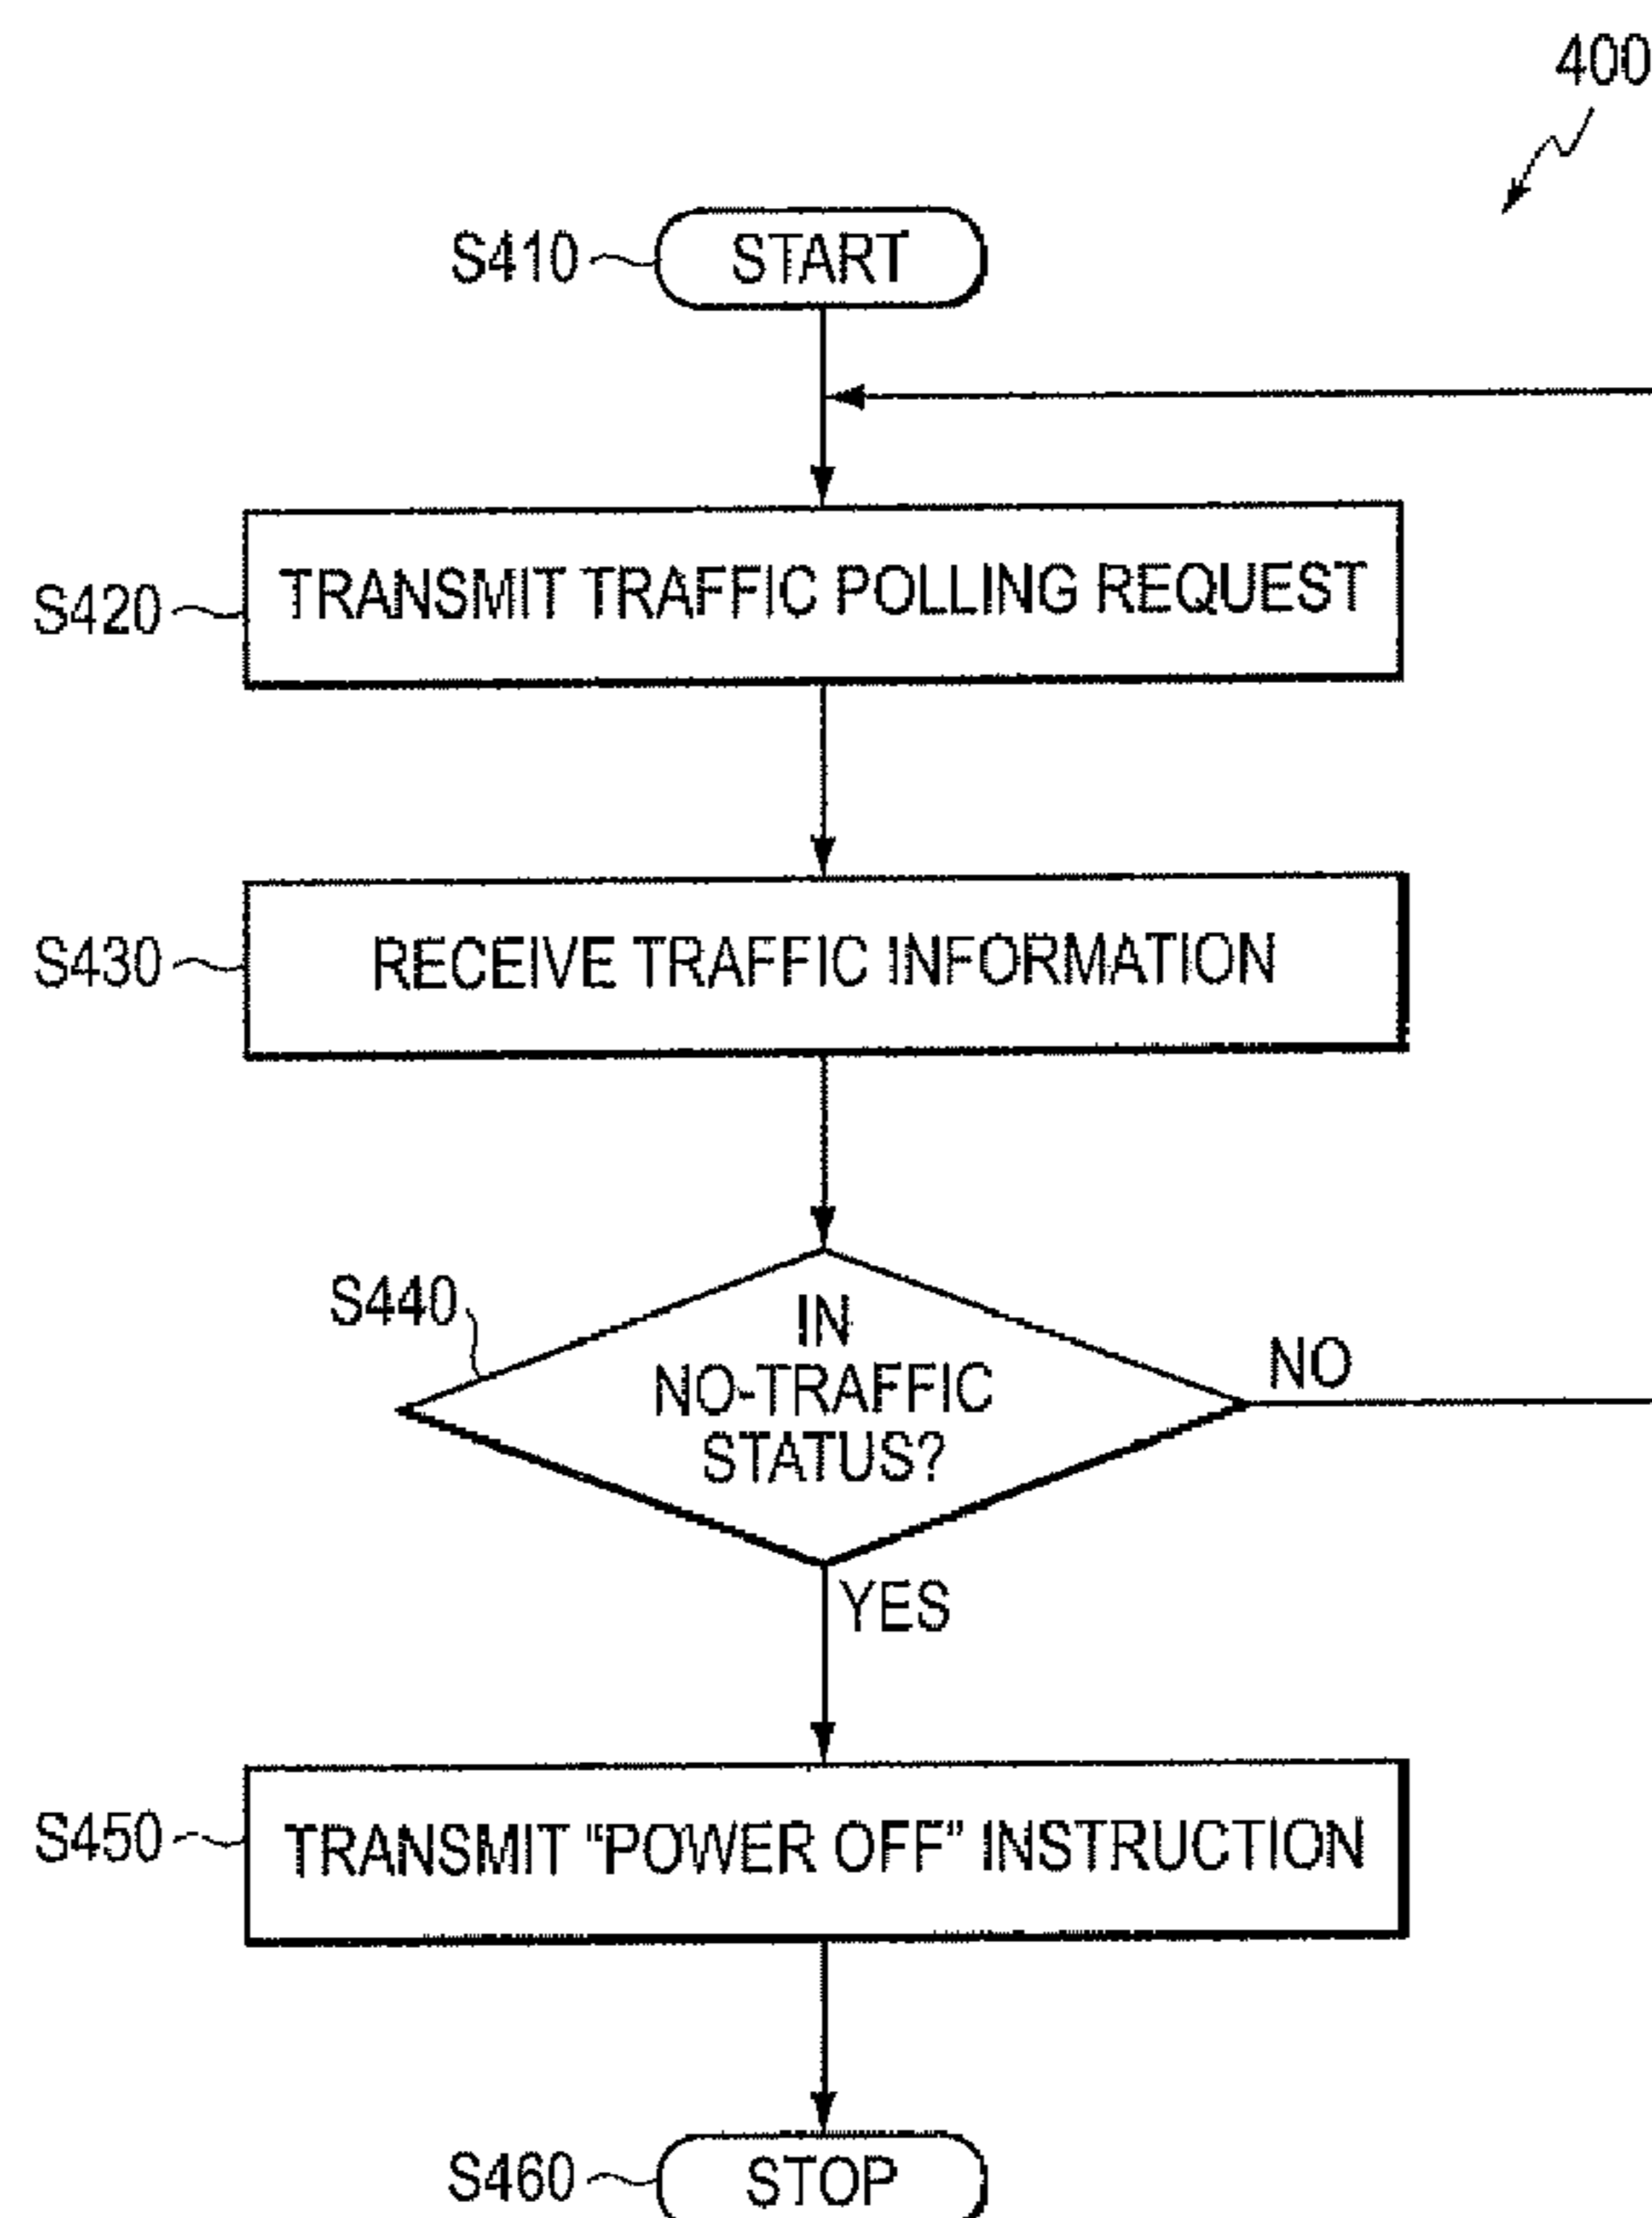 400
S410
START
S420
TRANSMIT TRAFFIC POLLING REQUEST
S430
RECEIVE TRAFFIC INFORMATION
S440
IN
NO-TRAFFIC
STATUS?
NO
YES
S450
TRANSMIT “POWER OFF” INSTRUCTION
S460
STOP